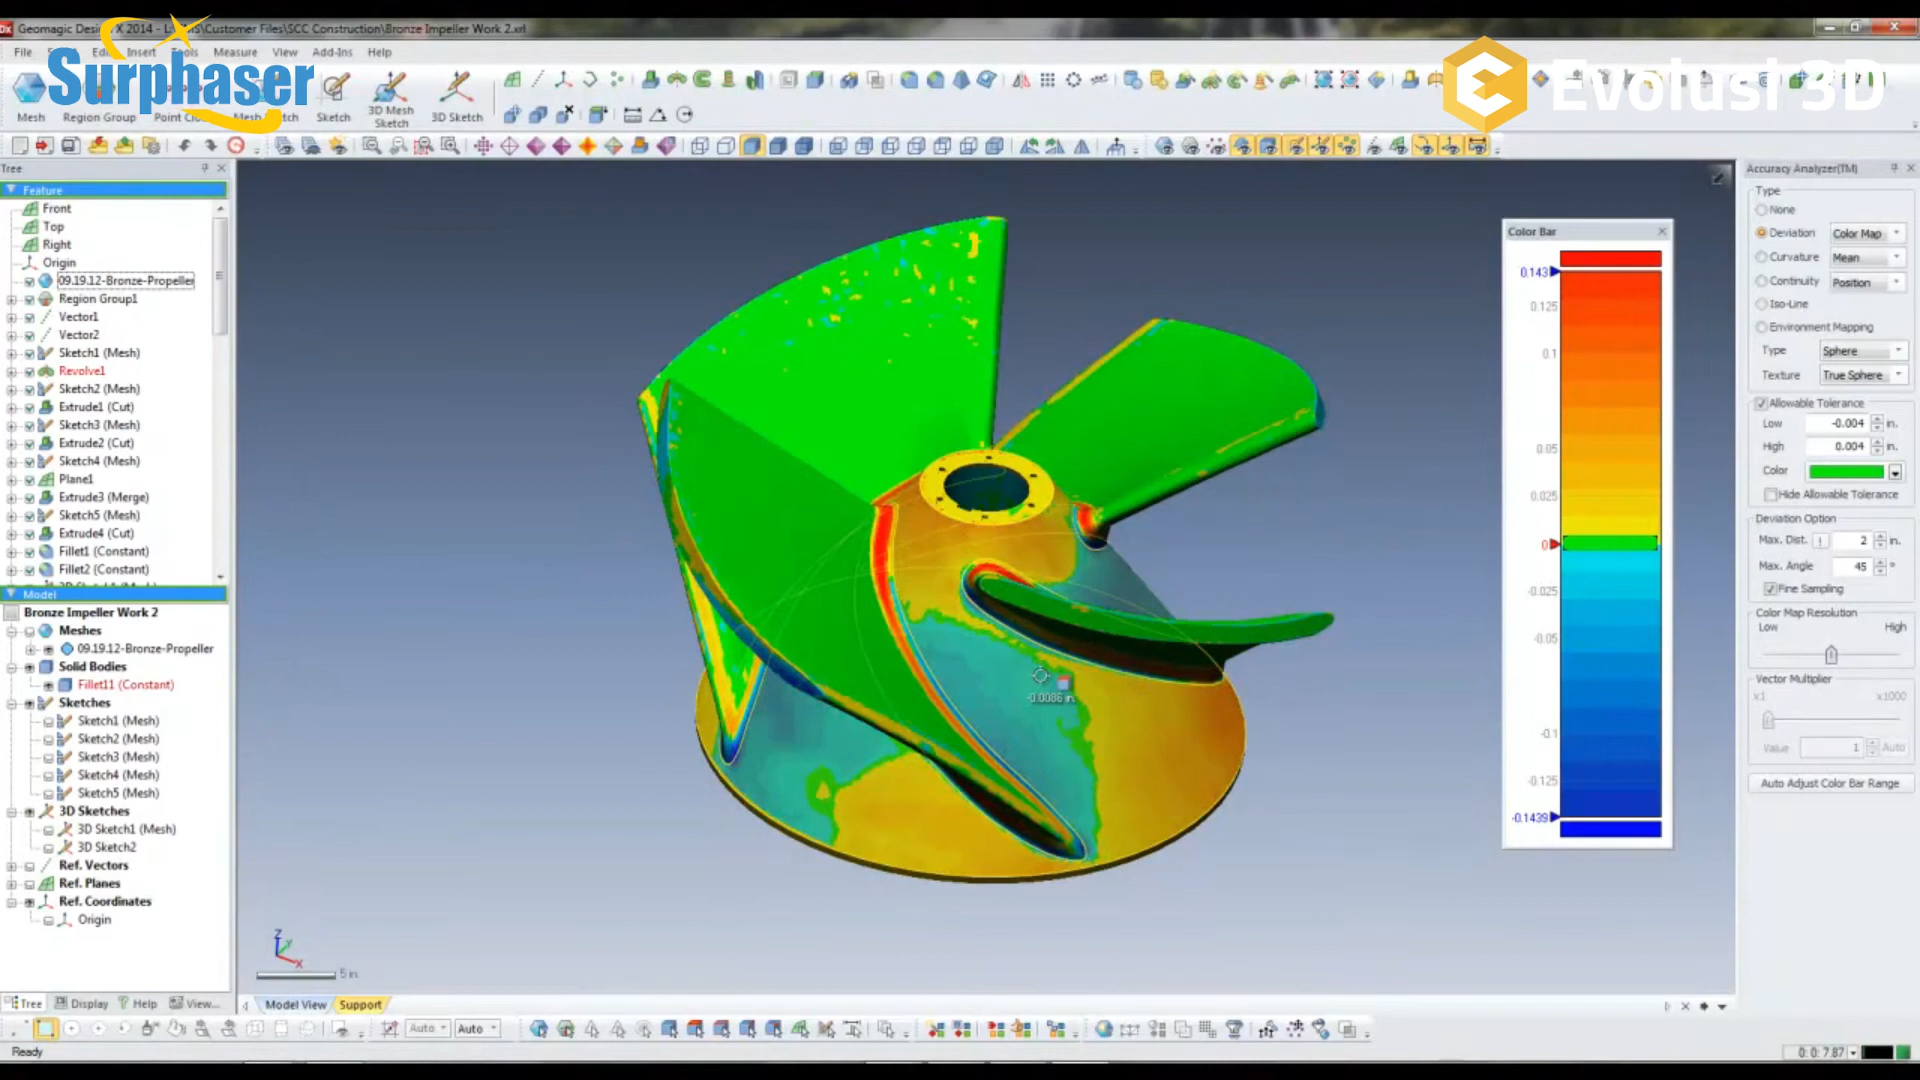 Geomagic Design X 2014
\Customer Files\SCC Construction\Bronze Impeller Work 2.xrl
File
Insert Tools Measure View Add-Ins Help
Surphaser
Evolusi 3D
Mesh Region Group Sketch 3D Mesh Sketch 3D Sketch
Tree
Feature
Front
Top
Right
Origin
09.19.12-Bronze-Propeller
Region Group1
Vector1
Vector2
Sketch1 (Mesh)
Revolve1
Sketch2 (Mesh)
Extrude1 (Cut)
Sketch3 (Mesh)
Extrude2 (Cut)
Sketch4 (Mesh)
Plane1
Extrude3 (Merge)
Sketch5 (Mesh)
Extrude4 (Cut)
Fillet1 (Constant)
Fillet2 (Constant)
Model
Bronze Impeller Work 2
Meshes
09.19.12-Bronze-Propeller
Solid Bodies
Fillet11 (Constant)
Sketches
Sketch1 (Mesh)
Sketch2 (Mesh)
Sketch3 (Mesh)
Sketch4 (Mesh)
Sketch5 (Mesh)
3D Sketches
3D Sketch1 (Mesh)
3D Sketch2
Ref. Vectors
Ref. Planes
Ref. Coordinates
Origin
Tree Display Help View...
-0.0086 in.
Z
Y
X
5 in.
Model View Support
Color Bar
0.143
0.125
0.1
0.05
0.025
0
-0.025
-0.05
-0.1
-0.125
-0.1439
Accuracy Analyzer(TM)
Type
None
Deviation Color Map
Curvature Mean
Continuity Position
Iso-Line
Environment Mapping
Type Sphere
Texture True Sphere
Allowable Tolerance
Low -0.004 in.
High 0.004 in.
Color
Hide Allowable Tolerance
Deviation Option
Max. Dist. 2 in.
Max. Angle 45 °
Fine Sampling
Color Map Resolution
Low High
Vector Multiplier
x1 x1000
Value 1 Auto
Auto Adjust Color Bar Range
Auto Auto
Ready
0: 0: 7.87